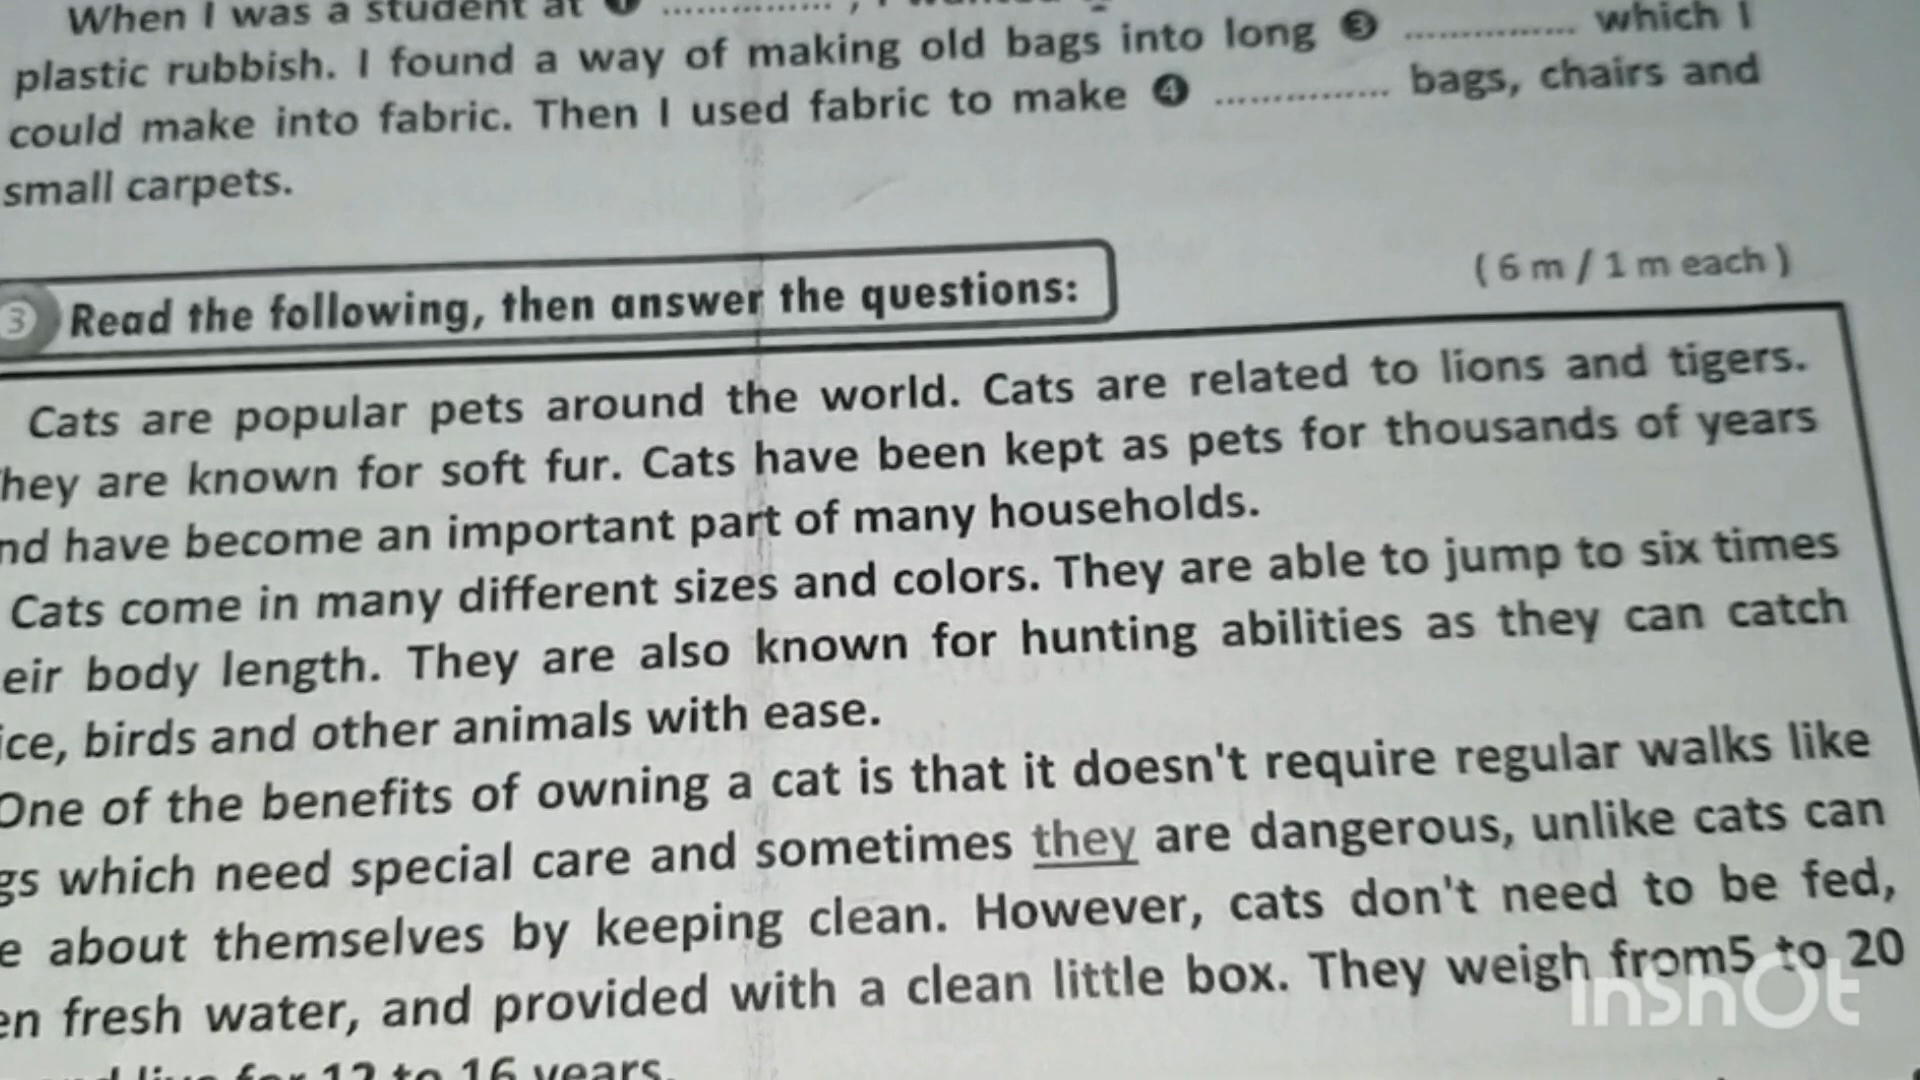 When I was a student at ❶ ..............., I
plastic rubbish. I found a way of making old bags into long ❸ ............... which I
could make into fabric. Then I used fabric to make ❹ ............... bags, chairs and
small carpets.
3 Read the following, then answer the questions:
( 6 m / 1 m each )
Cats are popular pets around the world. Cats are related to lions and tigers.
hey are known for soft fur. Cats have been kept as pets for thousands of years
nd have become an important part of many households.
Cats come in many different sizes and colors. They are able to jump to six times
eir body length. They are also known for hunting abilities as they can catch
ice, birds and other animals with ease.
One of the benefits of owning a cat is that it doesn't require regular walks like
gs which need special care and sometimes they are dangerous, unlike cats can
e about themselves by keeping clean. However, cats don't need to be fed,
en fresh water, and provided with a clean little box. They weigh from5 to 20
live for 12 to 16 years.
InShOt